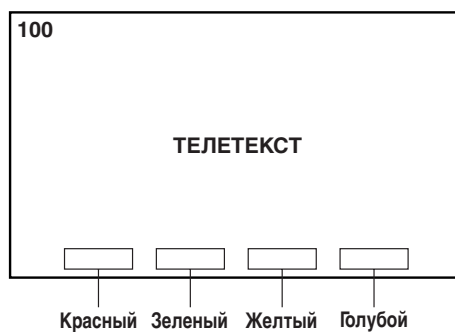 100
ТЕЛЕТЕКСТ
Красный Зеленый Желтый Голубой